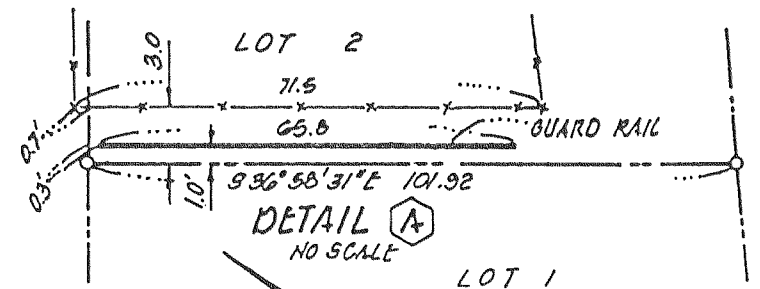 LOT 2
3.0
71.5
0.7'
65.8
GUARD RAIL
0.3'
1.0'
S 36° 58' 31" E 101.92
DETAIL A
NO SCALE
LOT 1